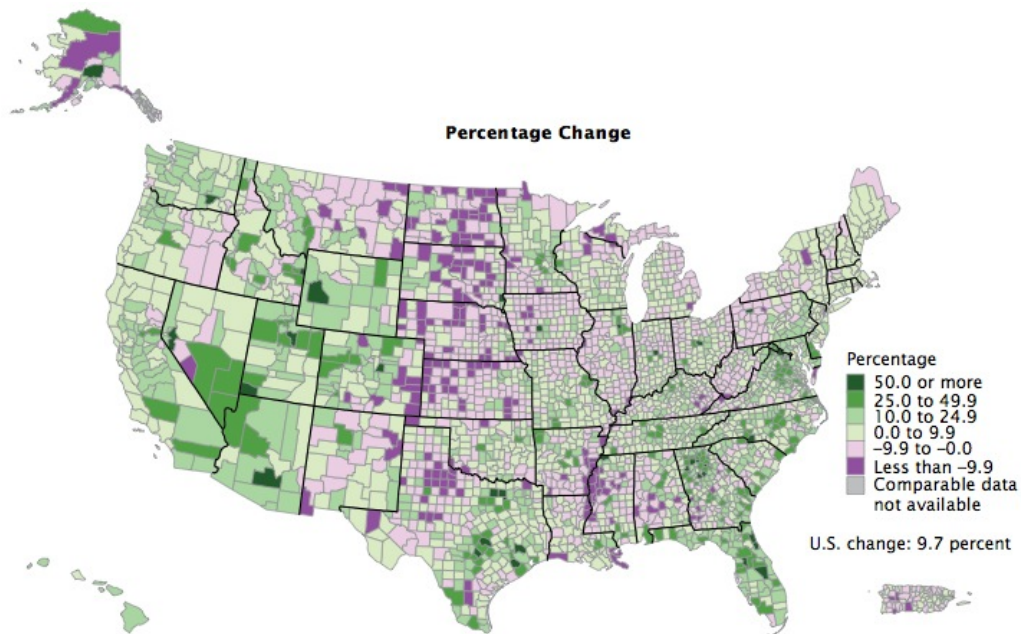 Percentage Change
Percentage
50.0 or more
25.0 to 49.9
10.0 to 24.9
0.0 to 9.9
–9.9 to –0.0
Less than –9.9
Comparable data
not available
U.S. change: 9.7 percent